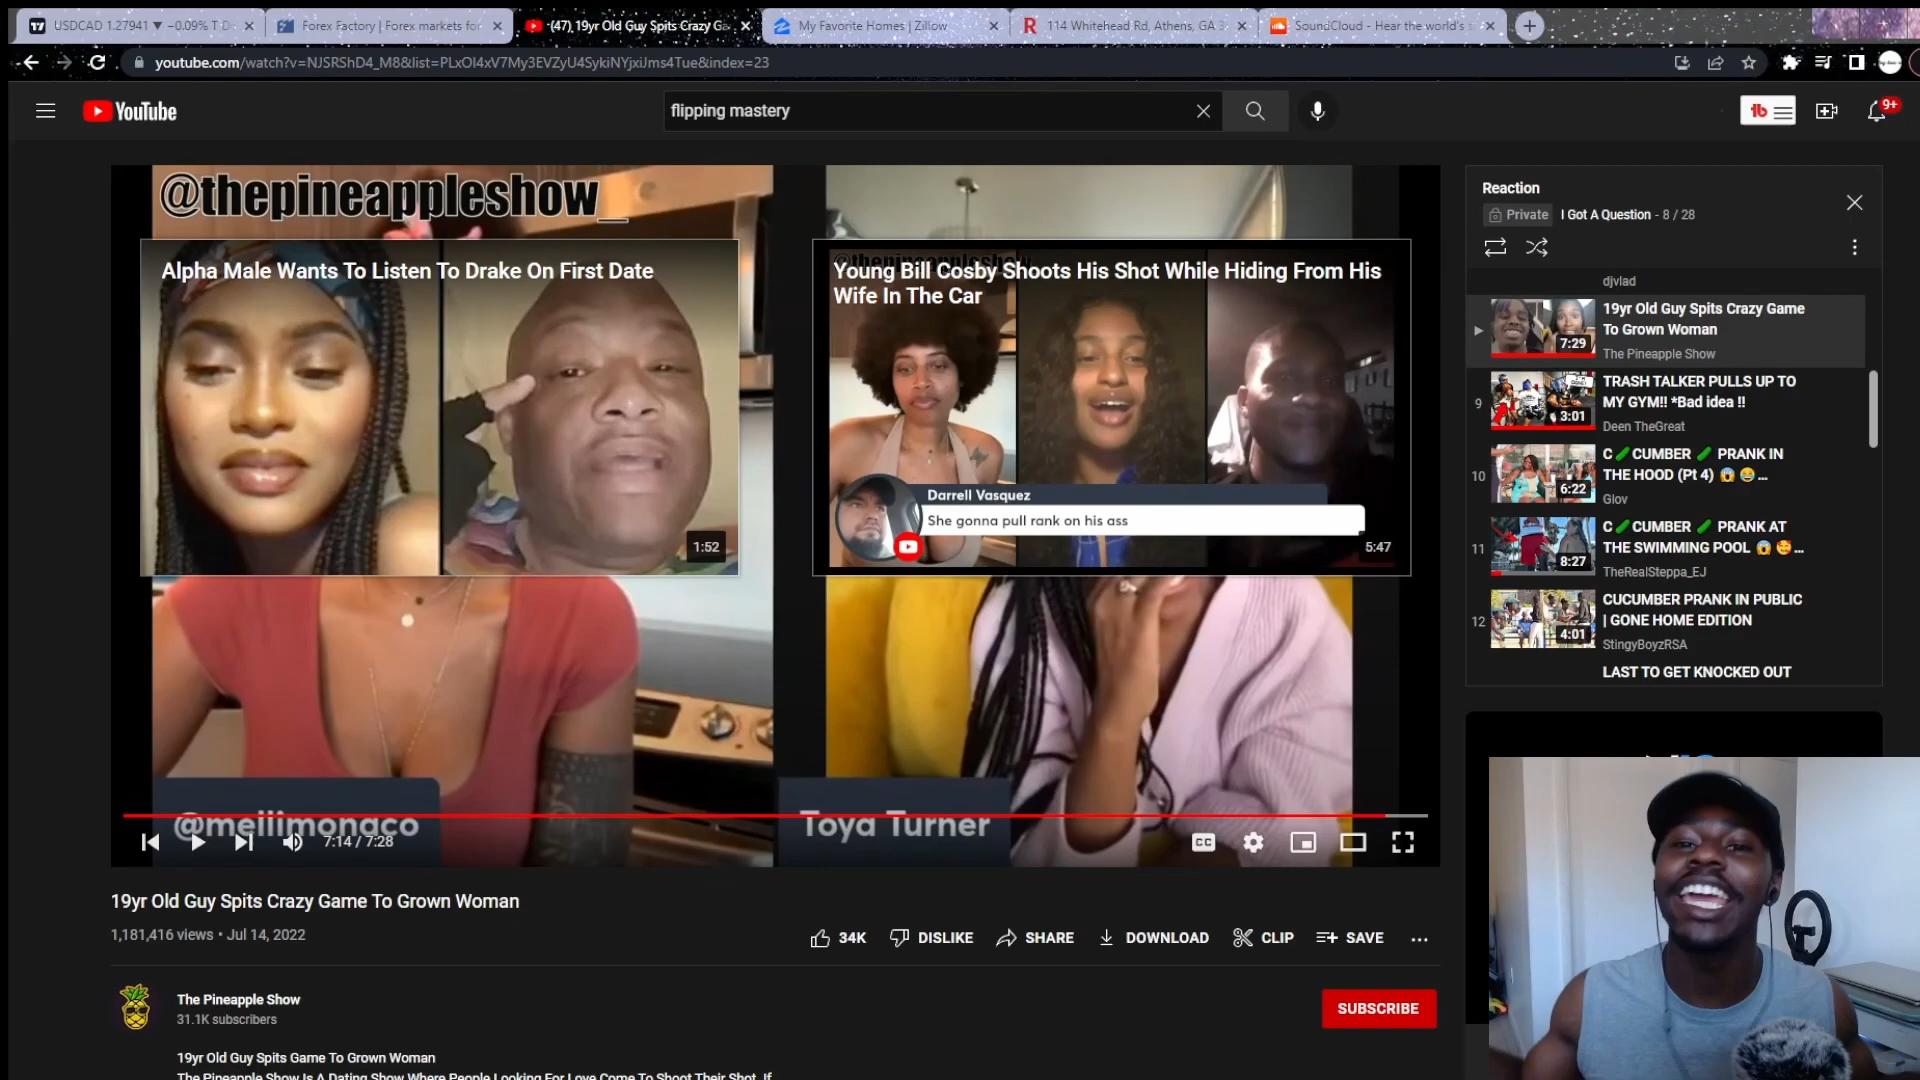 USDCAD 1.27941 ▼ −0.09%
Forex Factory | Forex markets for
(47) 19yr Old Guy Spits Crazy Ga
My Favorite Homes | Zillow
114 Whitehead Rd, Athens, GA 3
SoundCloud - Hear the world's
youtube.com/watch?v=NJSRShD4_M8&list=PLxOI4xV7My3EVZyU4SykiNYjxiJms4Tue&index=23
YouTube
flipping mastery
9+
@thepineappleshow_
Alpha Male Wants To Listen To Drake On First Date
1:52
Young Bill Cosby Shoots His Shot While Hiding From His
Wife In The Car
Darrell Vasquez
She gonna pull rank on his ass
5:47
@mellimonaco
Toya Turner
7:14 / 7:28
CC
19yr Old Guy Spits Crazy Game To Grown Woman
1,181,416 views • Jul 14, 2022
34K
DISLIKE
SHARE
DOWNLOAD
CLIP
SAVE
The Pineapple Show
31.1K subscribers
SUBSCRIBE
19yr Old Guy Spits Game To Grown Woman
The Pineapple Show Is A Dating Show Where People Looking For Love Come To Shoot Their Shot. If
Reaction
Private I Got A Question - 8 / 28
djvlad
19yr Old Guy Spits Crazy Game
To Grown Woman
7:29
The Pineapple Show
9
TRASH TALKER PULLS UP TO
MY GYM!! *Bad idea !!
3:01
Deen TheGreat
10
C🥒CUMBER 🥒 PRANK IN
THE HOOD (Pt 4) 😱 😂 ...
6:22
Glov
11
C🥒CUMBER 🥒 PRANK AT
THE SWIMMING POOL 😱 🥰 ...
8:27
TheRealSteppa_EJ
12
CUCUMBER PRANK IN PUBLIC
| GONE HOME EDITION
4:01
StingyBoyzRSA
LAST TO GET KNOCKED OUT